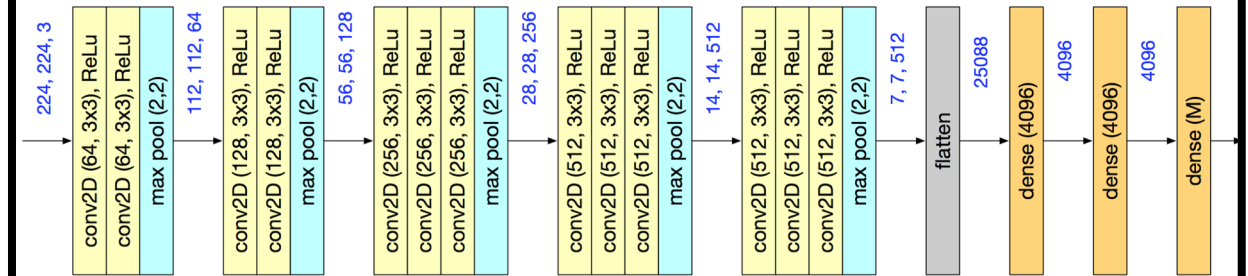 224, 224, 3
conv2D (64, 3x3), ReLu
conv2D (64, 3x3), ReLu
max pool (2,2)
112, 112, 64
conv2D (128, 3x3), ReLu
conv2D (128, 3x3), ReLu
max pool (2,2)
56, 56, 128
conv2D (256, 3x3), ReLu
conv2D (256, 3x3), ReLu
conv2D (256, 3x3), ReLu
max pool (2,2)
28, 28, 256
conv2D (512, 3x3), ReLu
conv2D (512, 3x3), ReLu
conv2D (512, 3x3), ReLu
max pool (2,2)
14, 14, 512
conv2D (512, 3x3), ReLu
conv2D (512, 3x3), ReLu
conv2D (512, 3x3), ReLu
max pool (2,2)
7, 7, 512
flatten
25088
dense (4096)
4096
dense (4096)
4096
dense (M)